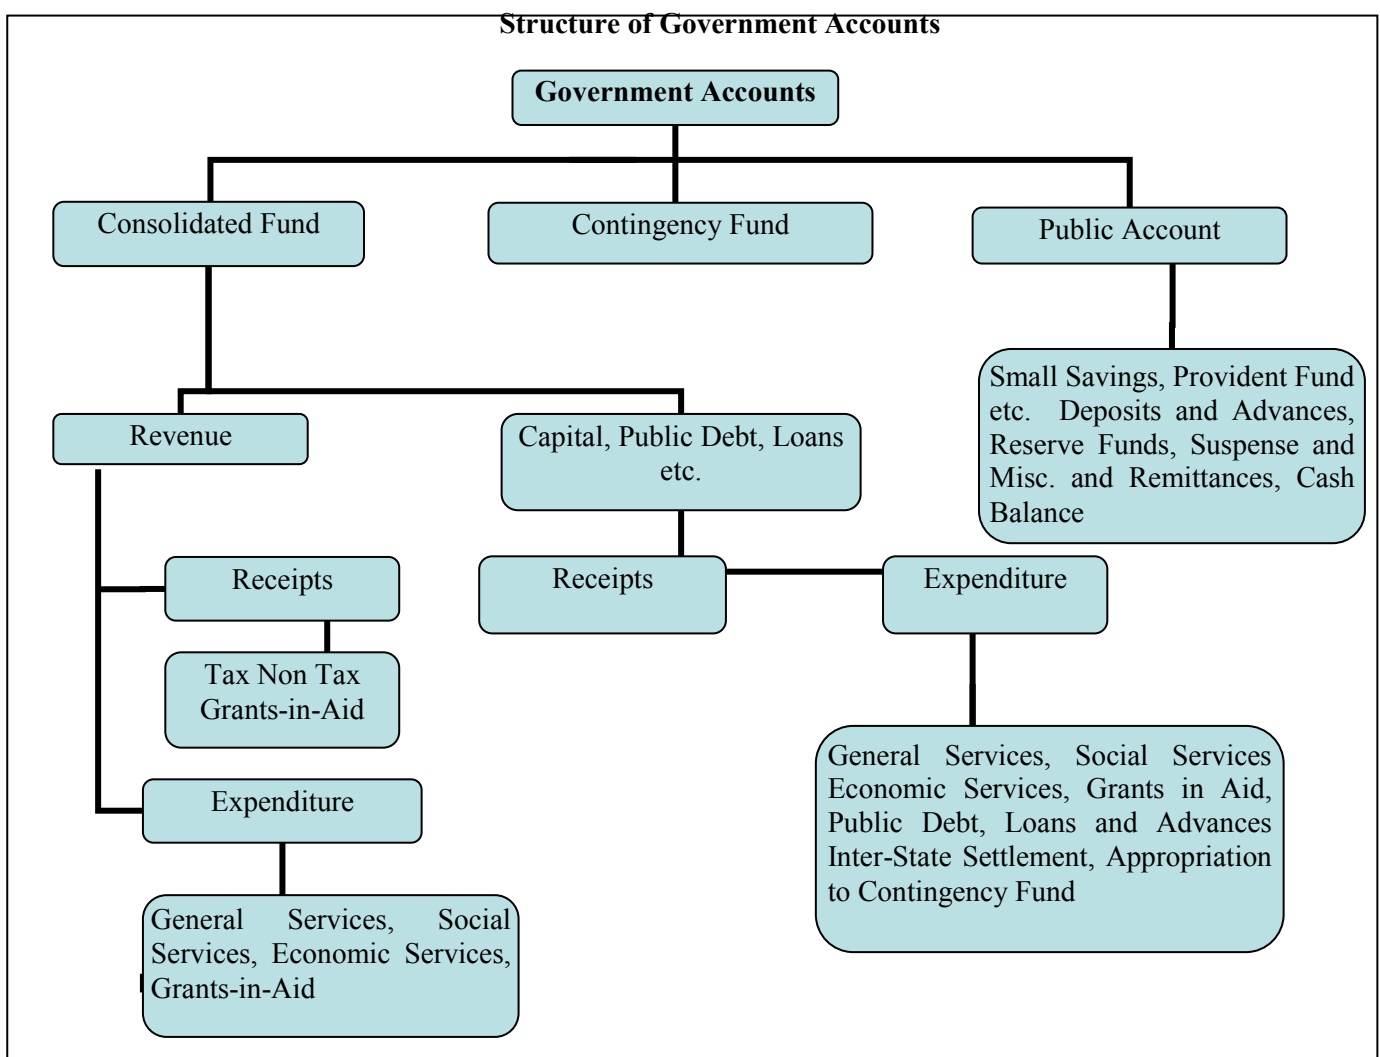 Structure of Government Accounts
Government Accounts
Consolidated Fund
Contingency Fund
Public Account
Small Savings, Provident Fund
etc. Deposits and Advances,
Reserve Funds, Suspense and
Misc. and Remittances, Cash
Balance
Revenue
Capital, Public Debt, Loans
etc.
Receipts
Receipts
Expenditure
Tax Non Tax
Grants-in-Aid
Expenditure
General Services, Social Services
Economic Services, Grants in Aid,
Public Debt, Loans and Advances
Inter-State Settlement, Appropriation
to Contingency Fund
General Services, Social
Services, Economic Services,
Grants-in-Aid